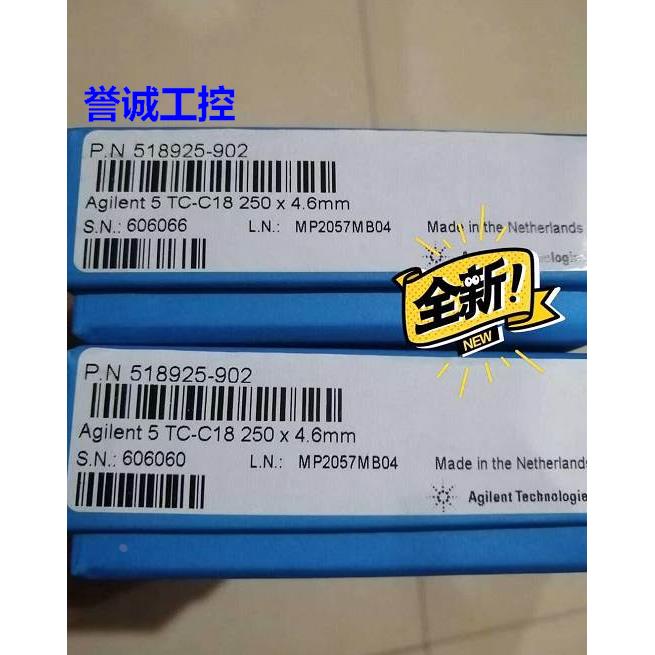 誉诚工控
P.N 518925-902
Agilent 5 TC-C18 250 x 4.6mm
S.N.: 606066 L.N.: MP2057MB04 Made in the Netherlands
全新!
NEW
P.N 518925-902
Agilent 5 TC-C18 250 x 4.6mm
S.N.: 606060 L.N.: MP2057MB04 Made in the Netherlands
Agilent Technologie